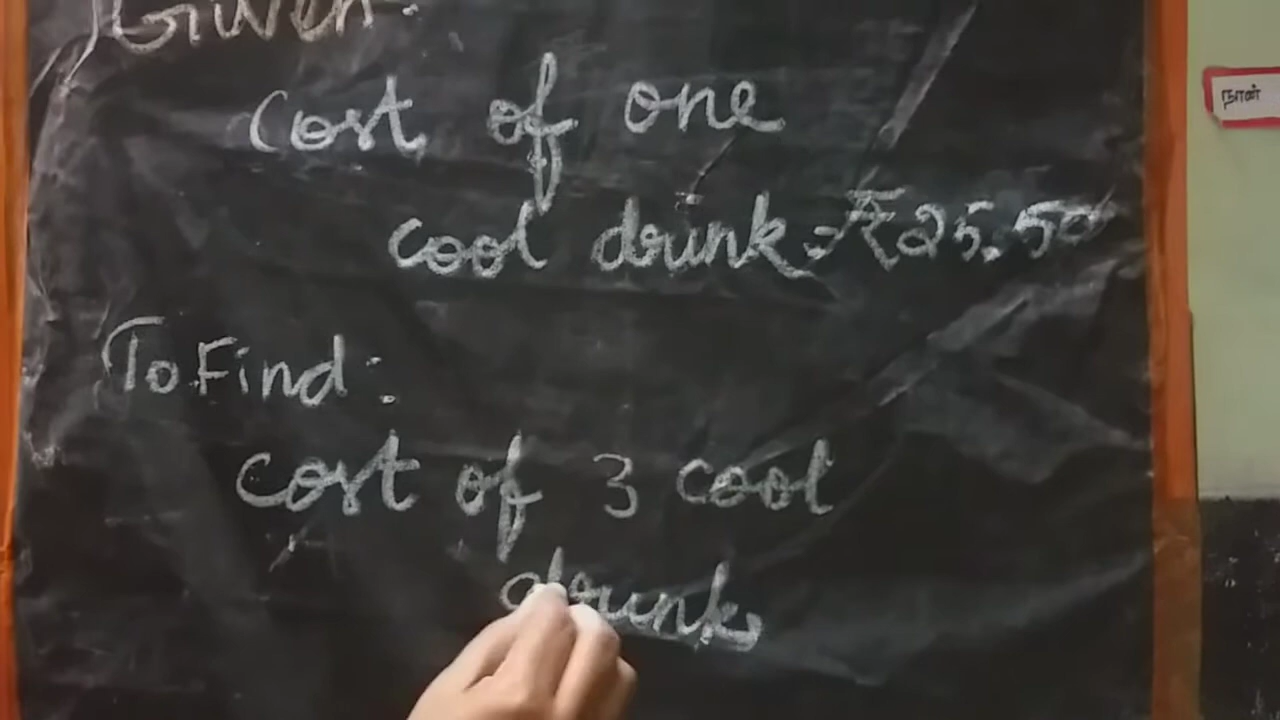 Given:
cost of one
cool drink = ₹25.50
நான்
To Find:
cost of 3 cool
drink